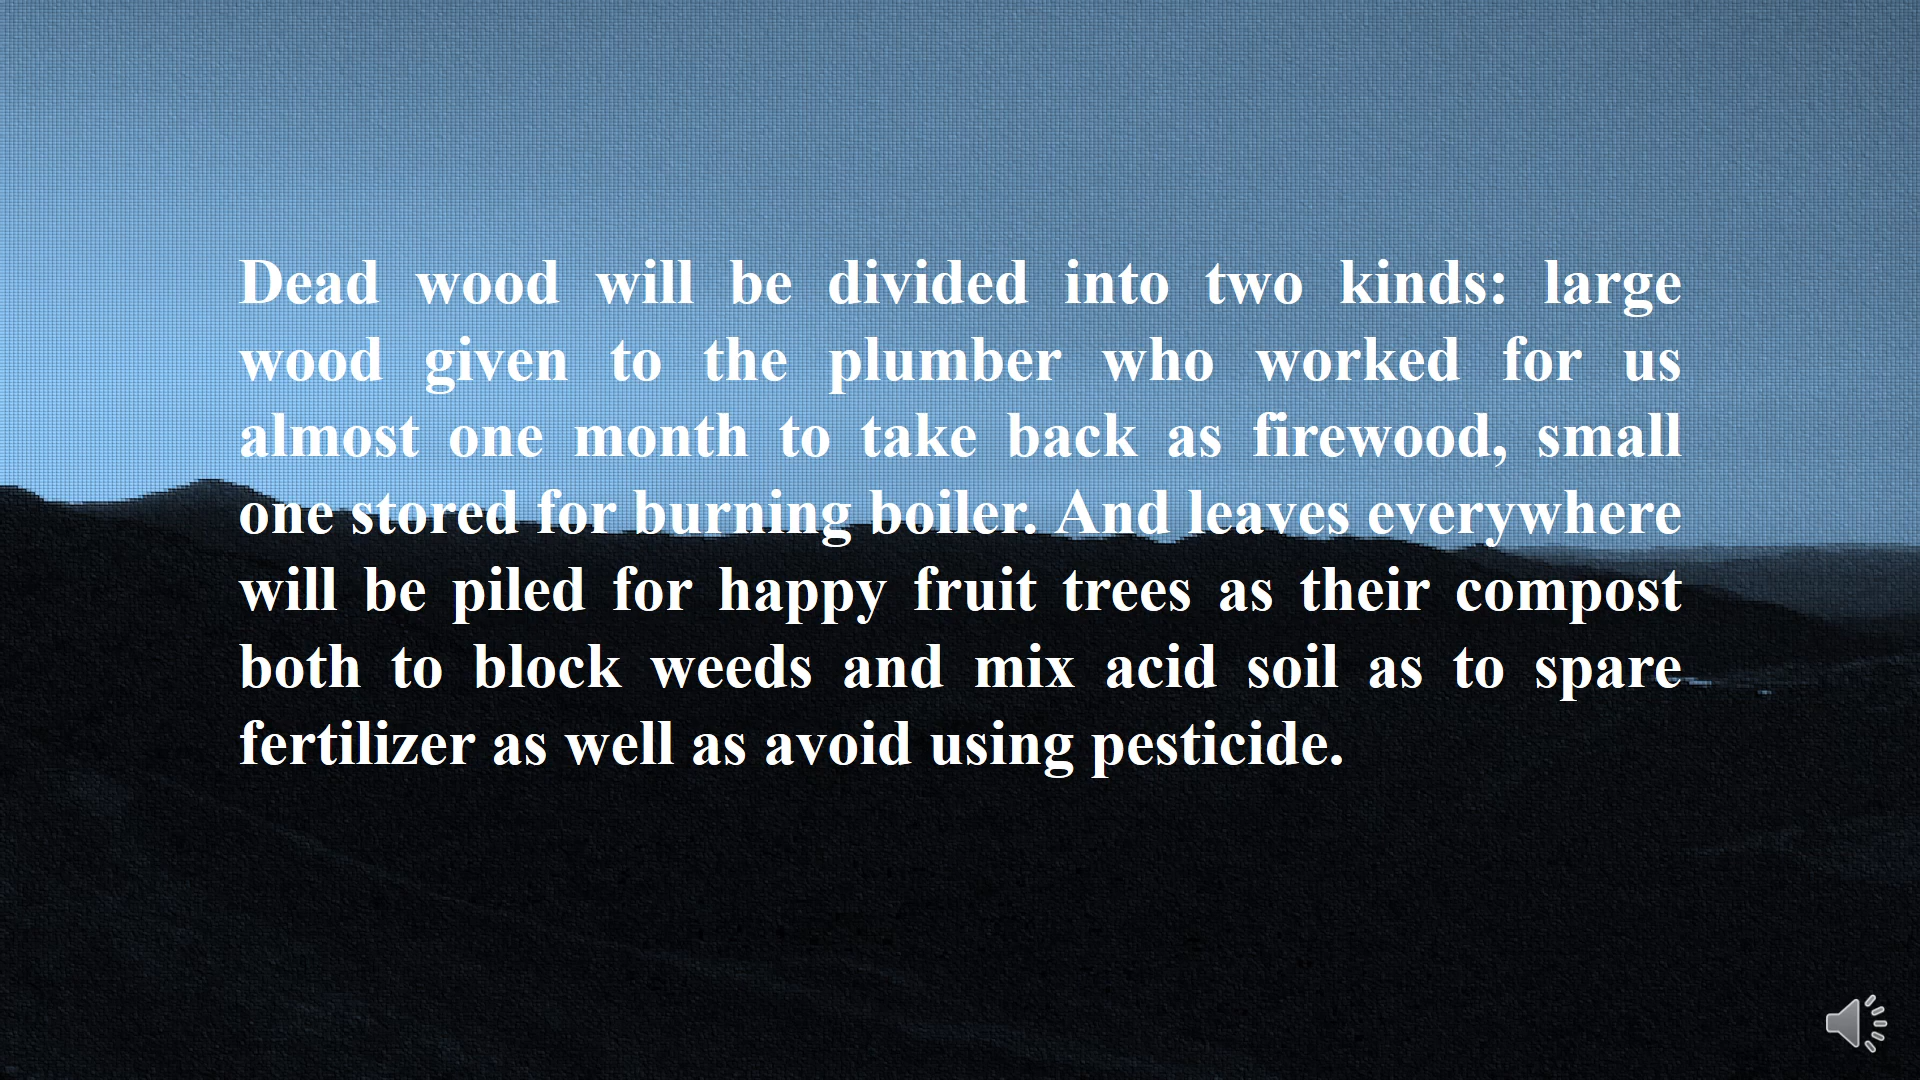 Dead wood will be divided into two kinds: large
wood given to the plumber who worked for us
almost one month to take back as firewood, small
one stored for burning boiler. And leaves everywhere
will be piled for happy fruit trees as their compost
both to block weeds and mix acid soil as to spare
fertilizer as well as avoid using pesticide.